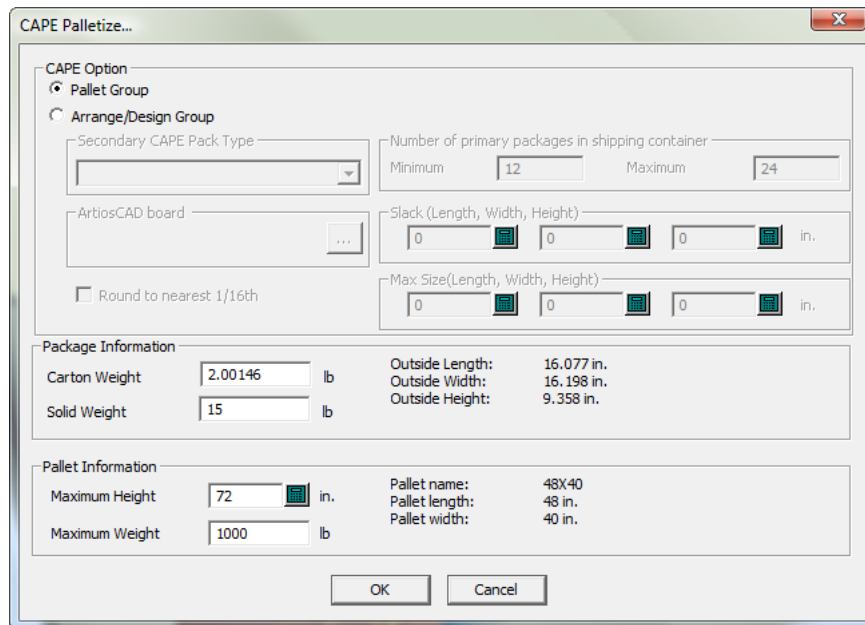 CAPE Palletize...
CAPE Option
Pallet Group
Arrange/Design Group
Secondary CAPE Pack Type
Number of primary packages in shipping container
Minimum 12 Maximum 24
ArtiosCAD board
...
Slack (Length, Width, Height)
0 0 0 in.
Round to nearest 1/16th
Max Size(Length, Width, Height)
0 0 0 in.
Package Information
Carton Weight 2.00146 lb
Solid Weight 15 lb
Outside Length: 16.077 in.
Outside Width: 16.198 in.
Outside Height: 9.358 in.
Pallet Information
Maximum Height 72 in.
Maximum Weight 1000 lb
Pallet name: 48X40
Pallet length: 48 in.
Pallet width: 40 in.
OK Cancel